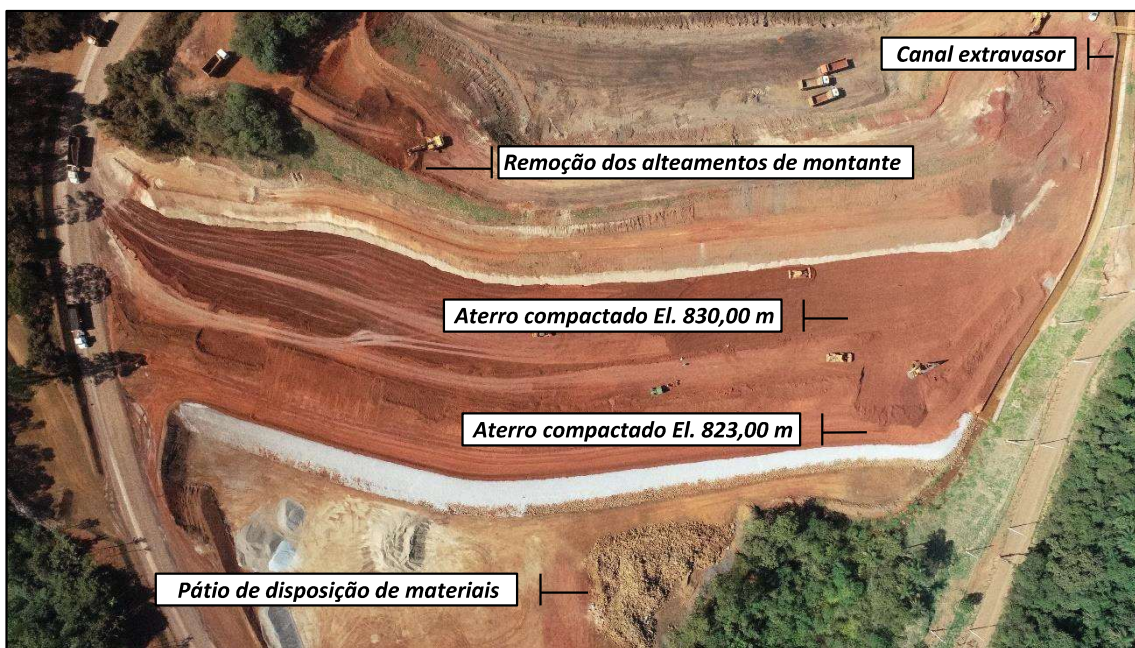 Canal extravasor
Remoção dos alteamentos de montante
Aterro compactado El. 830,00 m
Aterro compactado El. 823,00 m
Pátio de disposição de materiais